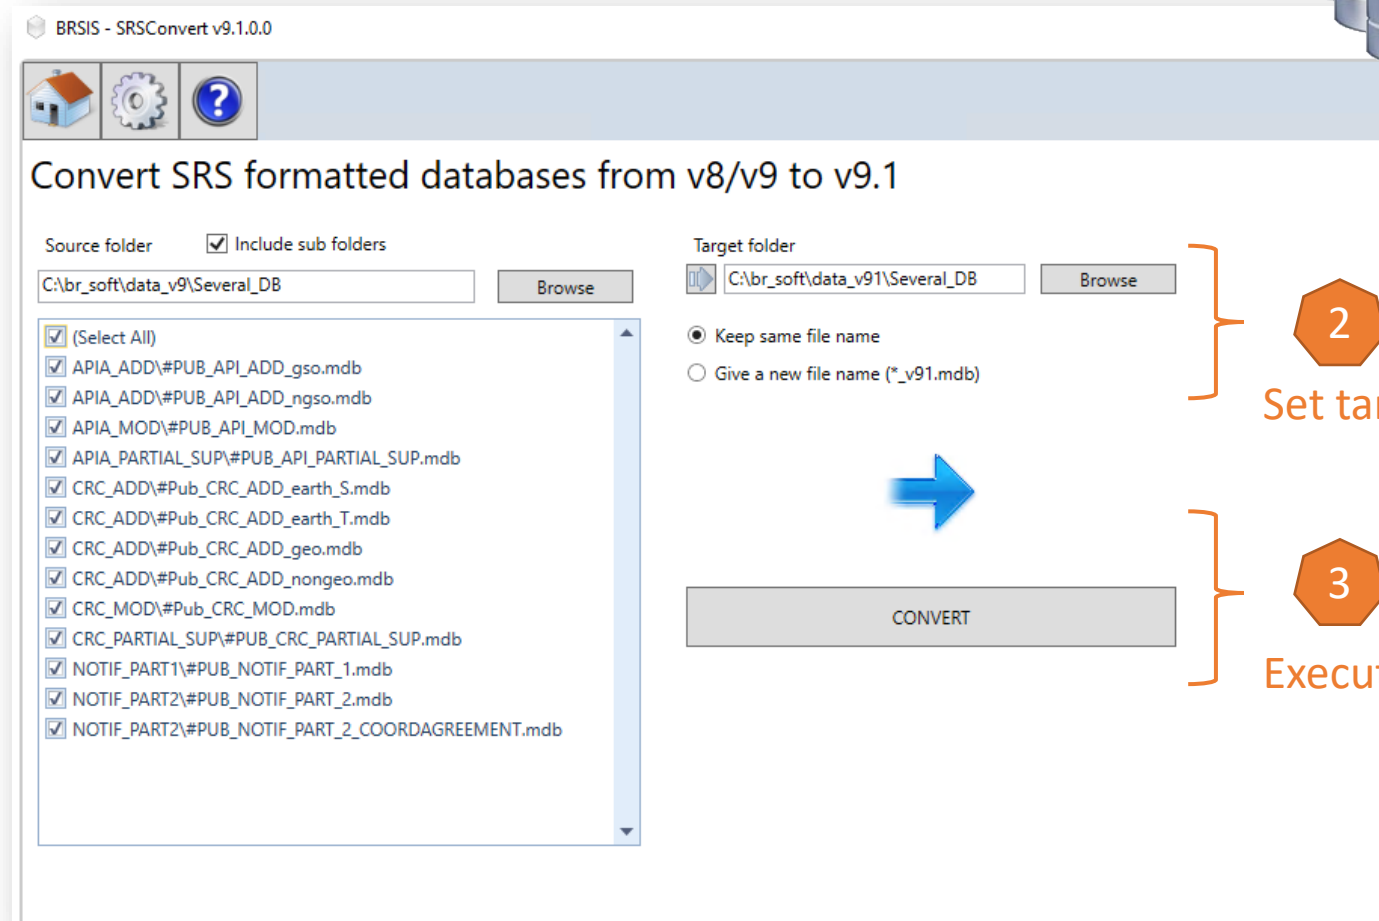 BRSIS - SRSConvert v9.1.0.0
?
Convert SRS formatted databases from v8/v9 to v9.1
Source folder
Include sub folders
C:\br_soft\data_v9\Several_DB
Browse
(Select All)
APIA_ADD\#PUB_API_ADD_gso.mdb
APIA_ADD\#PUB_API_ADD_ngso.mdb
APIA_MOD\#PUB_API_MOD.mdb
APIA_PARTIAL_SUP\#PUB_API_PARTIAL_SUP.mdb
CRC_ADD\#Pub_CRC_ADD_earth_S.mdb
CRC_ADD\#Pub_CRC_ADD_earth_T.mdb
CRC_ADD\#Pub_CRC_ADD_geo.mdb
CRC_ADD\#Pub_CRC_ADD_nongeo.mdb
CRC_MOD\#Pub_CRC_MOD.mdb
CRC_PARTIAL_SUP\#PUB_CRC_PARTIAL_SUP.mdb
NOTIF_PART1\#PUB_NOTIF_PART_1.mdb
NOTIF_PART2\#PUB_NOTIF_PART_2.mdb
NOTIF_PART2\#PUB_NOTIF_PART_2_COORDAGREEMENT.mdb
Target folder
C:\br_soft\data_v91\Several_DB
Browse
Keep same file name
Give a new file name (*_v91.mdb)
CONVERT
2
Set
3